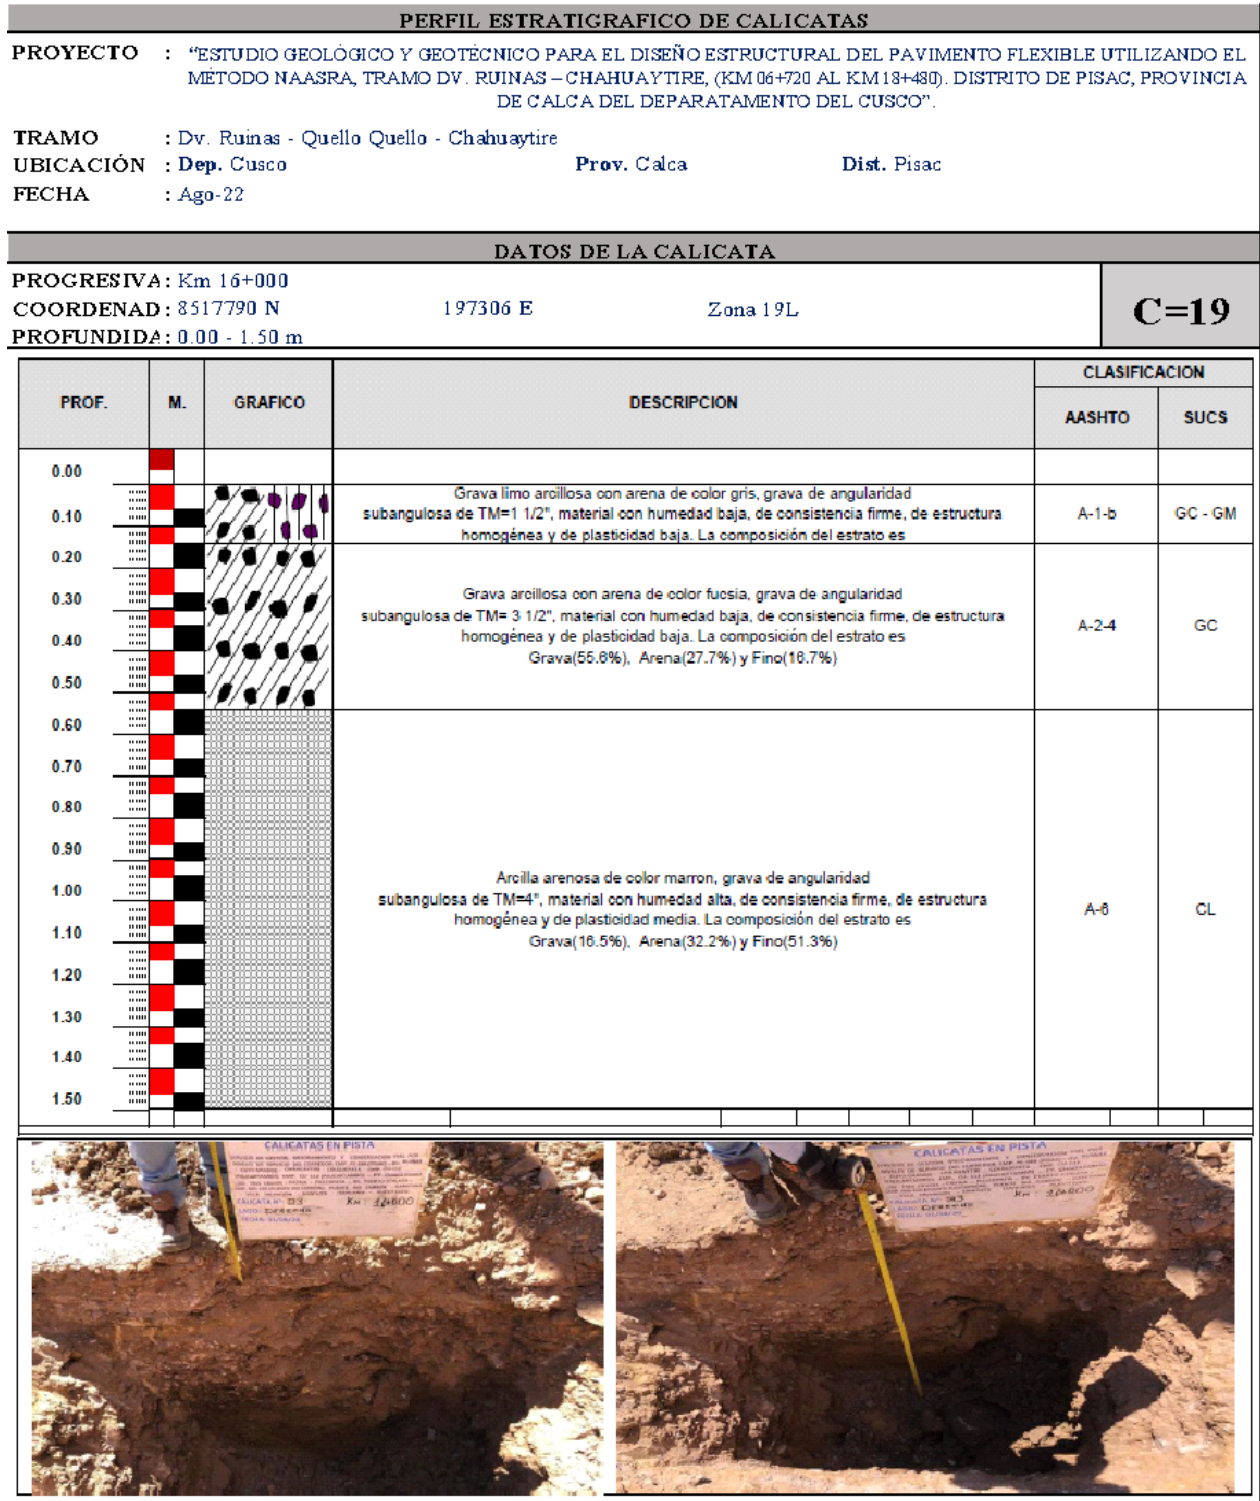 PERFIL ESTRATIGRAFICO DE CALICATAS
PROYECTO : “ESTUDIO GEOLÓGICO Y GEOTÉCNICO PARA EL DISEÑO ESTRUCTURAL DEL PAVIMENTO FLEXIBLE UTILIZANDO EL
MÉTODO NAASRA, TRAMO DV. RUINAS – CHAHUAYTIRE, (KM 06+720 AL KM 18+480). DISTRITO DE PISAC, PROVINCIA
DE CALCA DEL DEPARATAMENTO DEL CUSCO”.
TRAMO : Dv. Ruinas - Quello Quello - Chahuaytire
UBICACIÓN : Dep. Cusco Prov. Calca Dist. Pisac
FECHA : Ago-22
DATOS DE LA CALICATA
PROGRESIVA: Km 16+000
COORDENAD: 8517790 N 197306 E Zona 19L
PROFUNDIDA: 0.00 - 1.50 m
C=19
PROF. M. GRAFICO DESCRIPCION CLASIFICACION
AASHTO SUCS
0.00
0.10
0.20
0.30
0.40
0.50
0.60
0.70
0.80
0.90
1.00
1.10
1.20
1.30
1.40
1.50
Grava limo arcillosa con arena de color gris, grava de angularidad
subangulosa de TM=1 1/2", material con humedad baja, de consistencia firme, de estructura
homogénea y de plasticidad baja. La composición del estrato es
A-1-b GC - GM
Grava arcillosa con arena de color fucsia, grava de angularidad
subangulosa de TM= 3 1/2", material con humedad baja, de consistencia firme, de estructura
homogénea y de plasticidad baja. La composición del estrato es
Grava(55.6%), Arena(27.7%) y Fino(16.7%)
A-2-4 GC
Arcilla arenosa de color marron, grava de angularidad
subangulosa de TM=4", material con humedad alta, de consistencia firme, de estructura
homogénea y de plasticidad media. La composición del estrato es
Grava(16.5%), Arena(32.2%) y Fino(51.3%)
A-6 CL
CALICATAS EN PISTA
CALICATA N°
LADO: DERECHO
CALICATAS EN PISTA
CALICATA N°
LADO: DERECHO